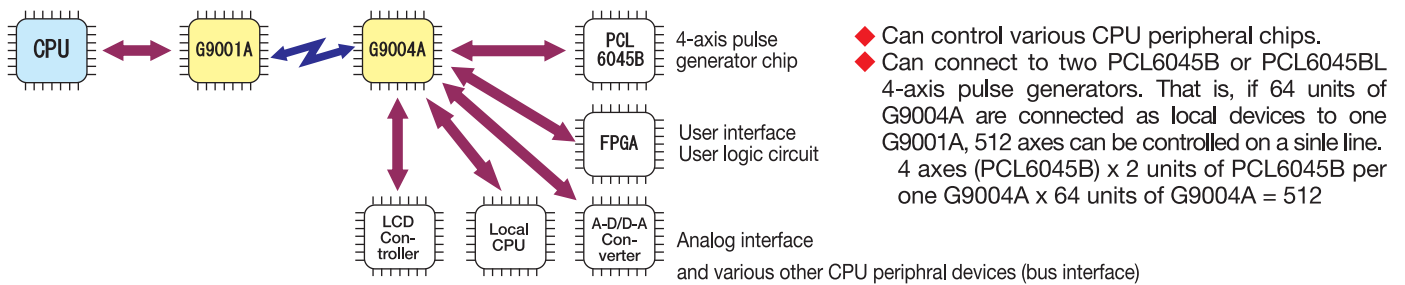 CPU
G9001A
G9004A
PCL
6045B
4-axis pulse
generator chip
FPGA
User interface
User logic circuit
LCD
Con-
troller
Local
CPU
A-D/D-A
Con-
verter
Analog interface
and various other CPU periphral devices (bus interface)
Can control various CPU peripheral chips.
Can connect to two PCL6045B or PCL6045BL
4-axis pulse generators. That is, if 64 units of
G9004A are connected as local devices to one
G9001A, 512 axes can be controlled on a sinle line.
4 axes (PCL6045B) x 2 units of PCL6045B per
one G9004A x 64 units of G9004A = 512